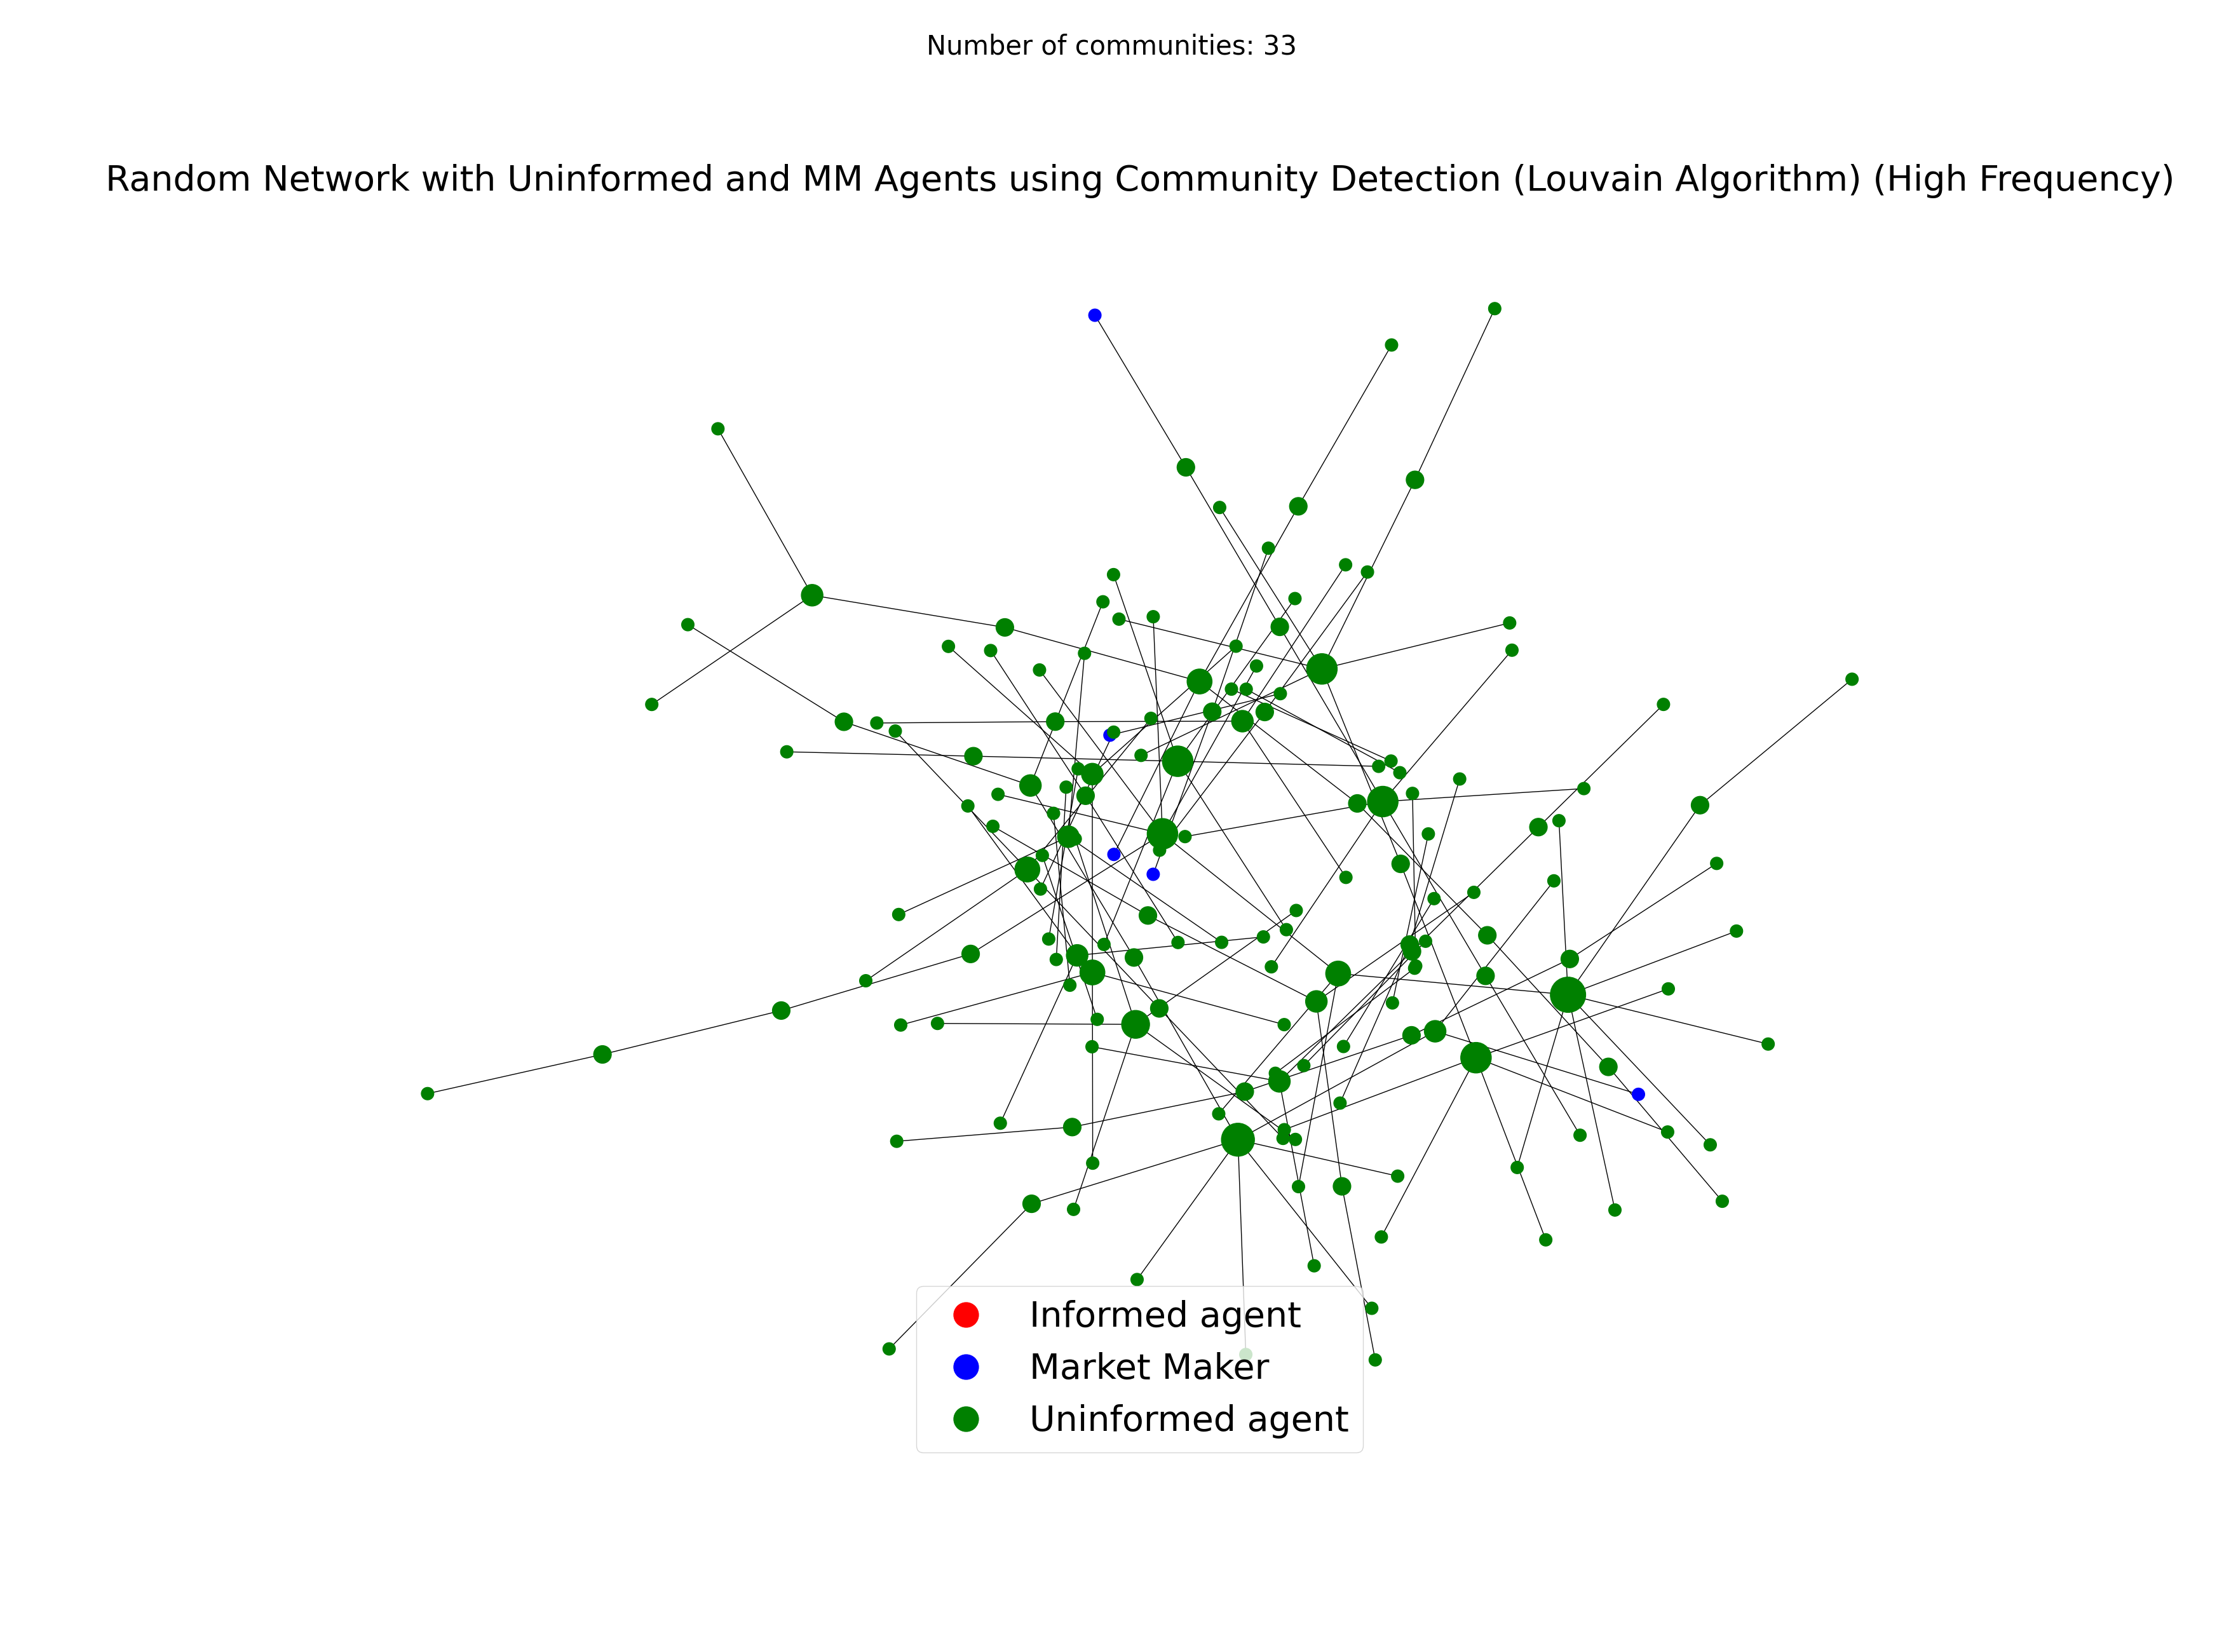 Number of communities: 33
Random Network with Uninformed and MM Agents using Community Detection (Louvain Algorithm) (High Frequency)
Informed agent
Market Maker
Uninformed agent